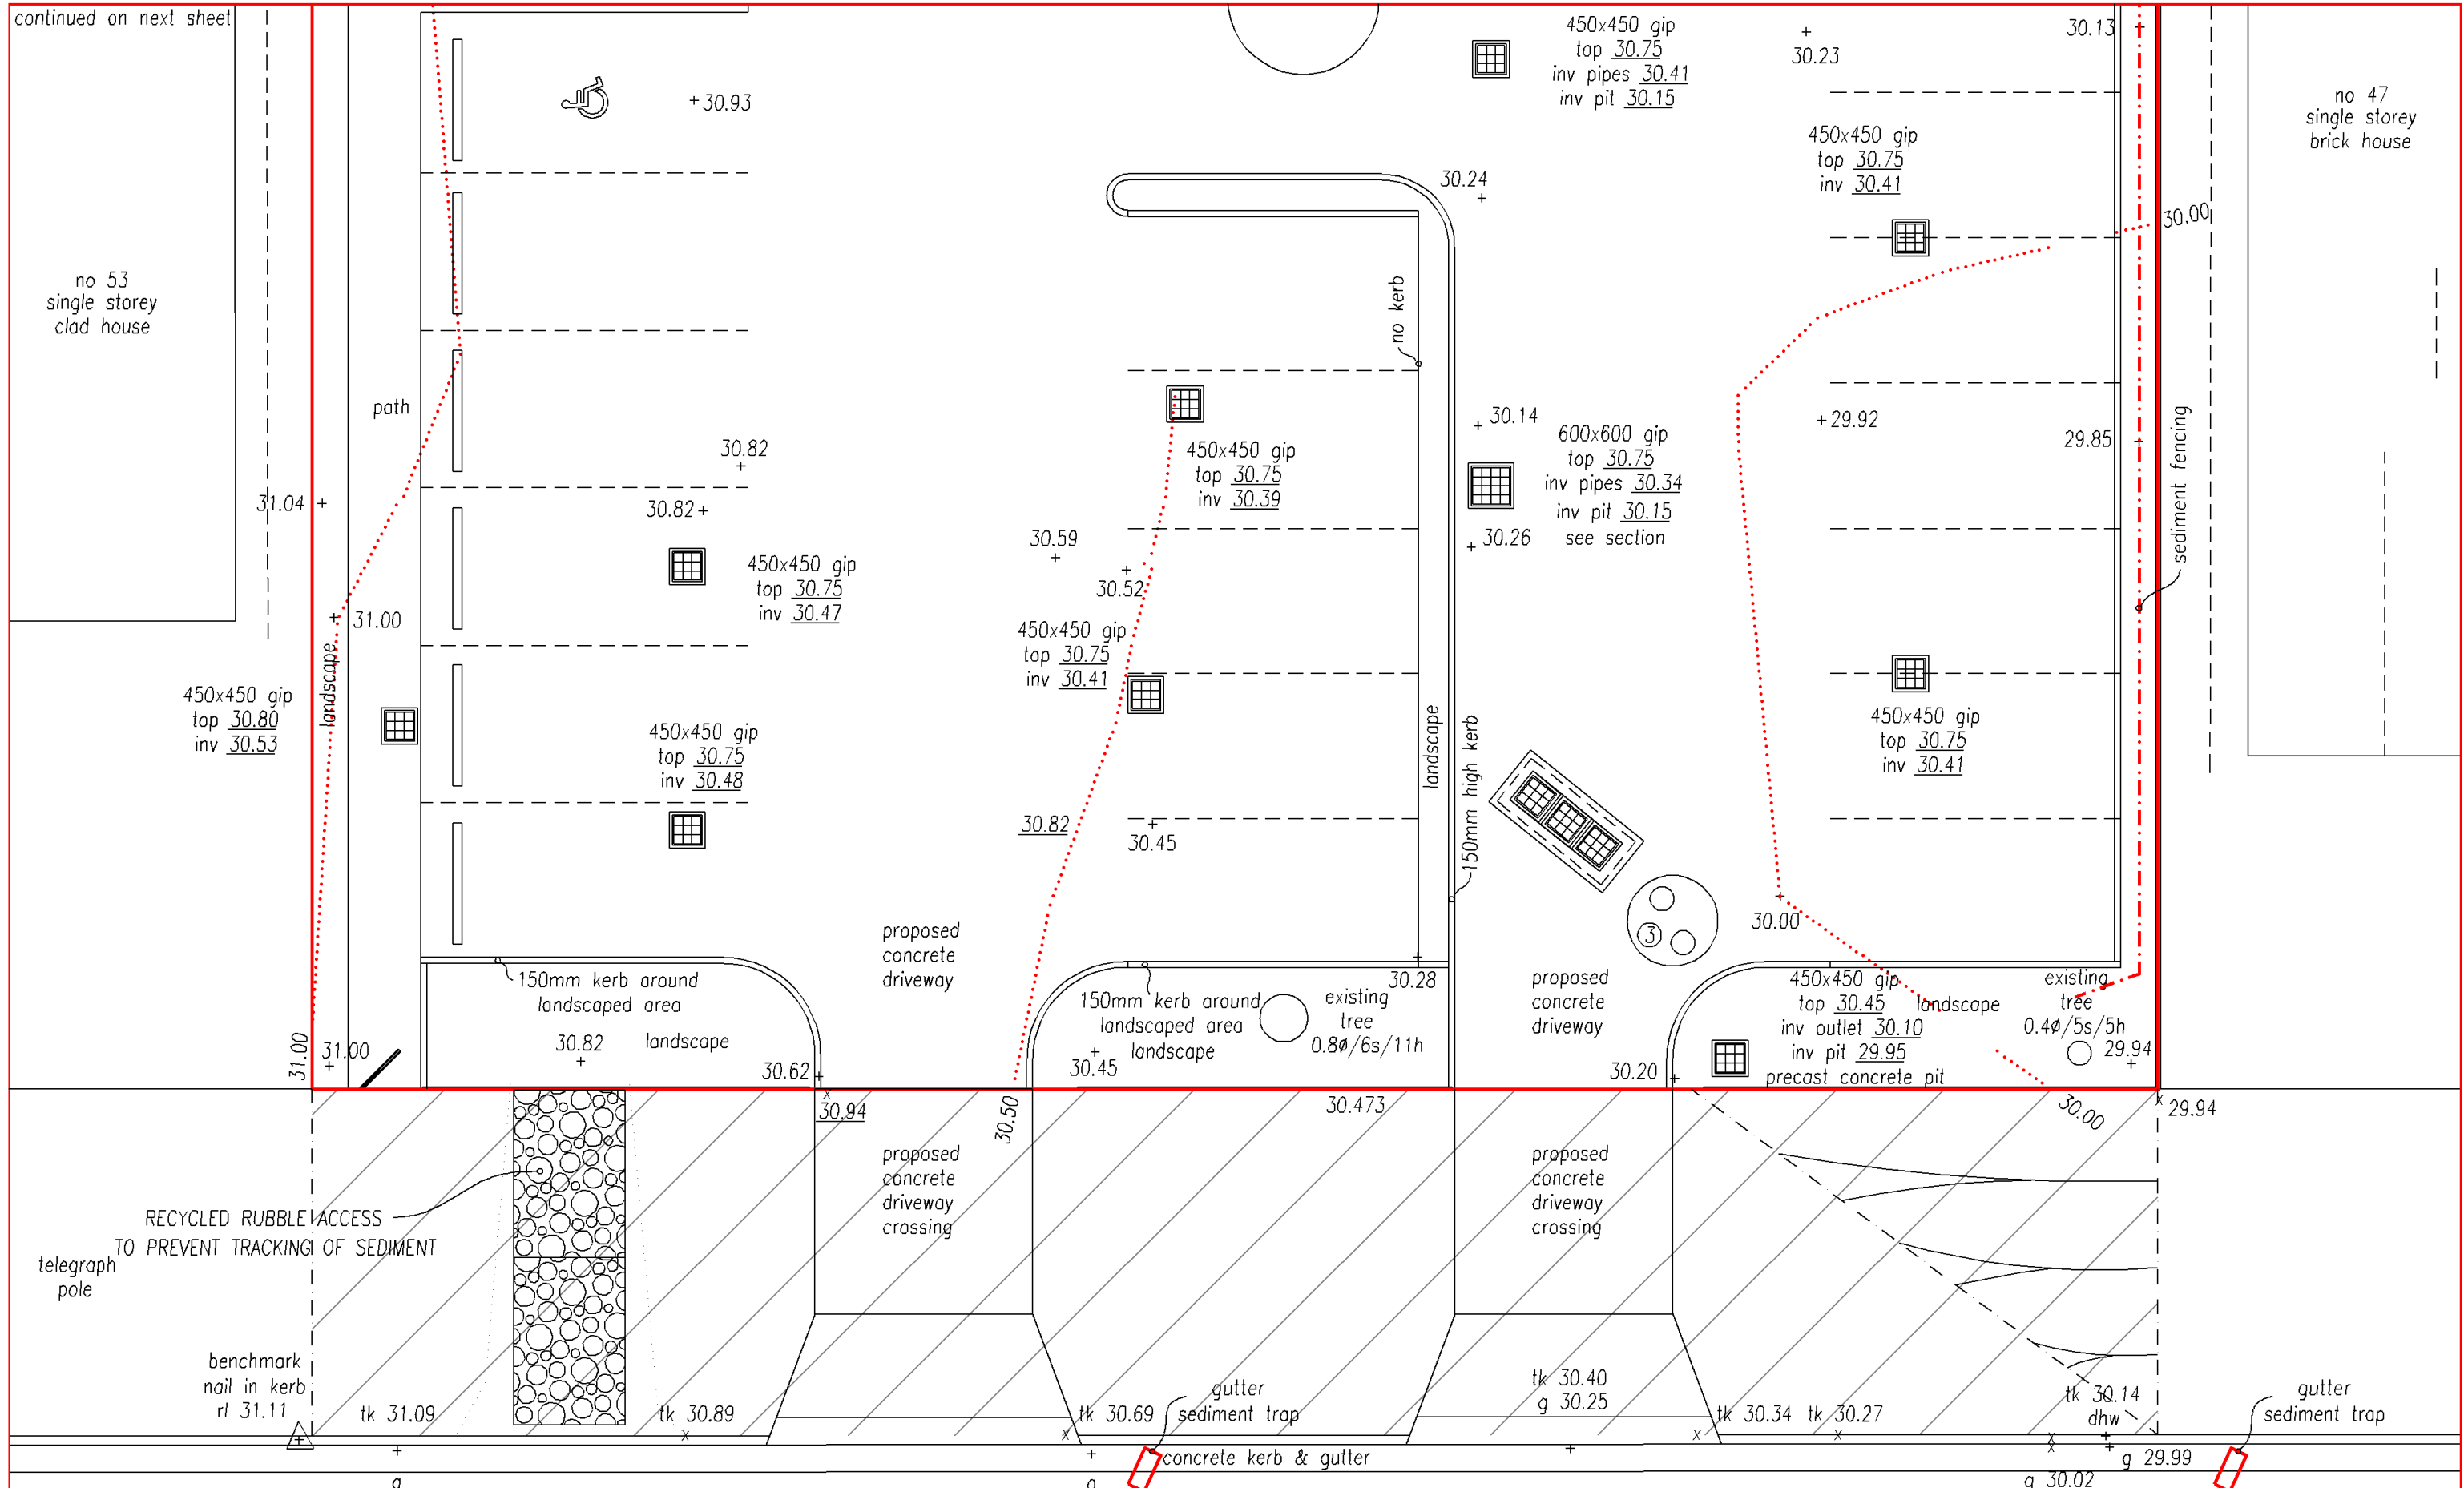 continued on next sheet
450x450 gip
top 30.75
inv pipes 30.41
inv pit 30.15
30.23
30.13
+30.93
no 47
single storey
brick house
450x450 gip
top 30.75
inv 30.41
30.24
30.00
no 53
single storey
clad house
no kerb
path
30.14
29.92
29.85
sediment fencing
600x600 gip
top 30.75
inv pipes 30.34
inv pit 30.15
see section
30.82
450x450 gip
top 30.75
inv 30.39
31.04
30.82
30.59
30.26
30.52
450x450 gip
top 30.75
inv 30.47
31.00
450x450 gip
top 30.75
inv 30.41
landscape
450x450 gip
top 30.80
inv 30.53
450x450 gip
top 30.75
inv 30.48
landscape
150mm high kerb
450x450 gip
top 30.75
inv 30.41
30.82
30.45
30.00
3
proposed
concrete
driveway
150mm kerb around
landscaped area
30.82
landscape
30.62
31.00
31.00
150mm kerb around
landscaped area
landscape
30.45
30.28
existing
tree
0.8ø/6s/11h
proposed
concrete
driveway
30.20
450x450 gip
top 30.45
inv outlet 30.10
inv pit 29.95
precast concrete pit
landscape
existing
tree
0.4ø/5s/5h
29.94
30.94
30.50
30.473
30.00
29.94
proposed
concrete
driveway
crossing
proposed
concrete
driveway
crossing
RECYCLED RUBBLE ACCESS
TO PREVENT TRACKING OF SEDIMENT
telegraph
pole
benchmark
nail in kerb
rl 31.11
tk 31.09
tk 30.89
tk 30.69
gutter
sediment trap
tk 30.40
g 30.25
tk 30.34
tk 30.27
tk 30.14
dhw
gutter
sediment trap
concrete kerb & gutter
g 29.99
g 30.02
g
g